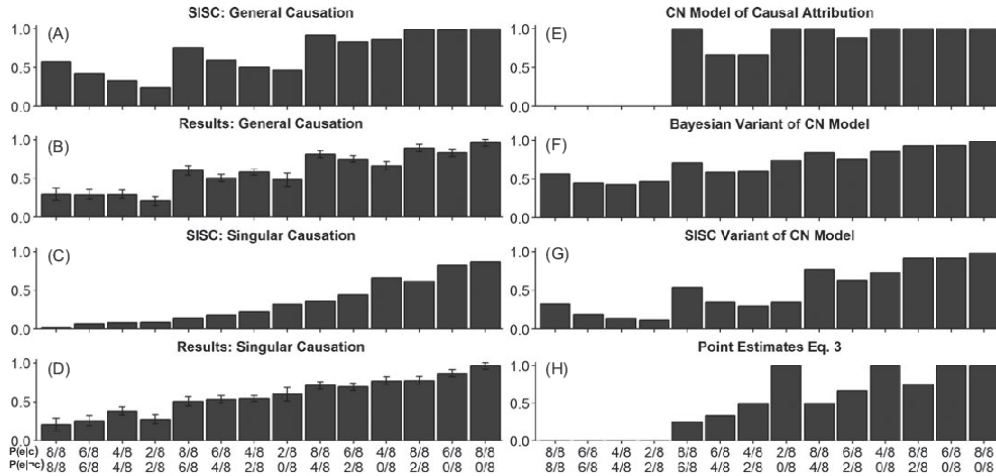 SISC: General Causation
(A)
1.0
0.5
0.0
Results: General Causation
(B)
1.0
0.5
0.0
SISC: Singular Causation
(C)
1.0
0.5
0.0
Results: Singular Causation
(D)
1.0
0.5
0.0
P(e|c) 8/8 6/8 4/8 2/8 8/8 6/8 4/8 2/8 8/8 6/8 4/8 8/8 6/8 8/8
P(e|¬c) 8/8 6/8 4/8 2/8 6/8 4/8 2/8 0/8 4/8 2/8 0/8 2/8 0/8 0/8
CN Model of Causal Attribution
(E)
1.0
0.5
0.0
Bayesian Variant of CN Model
(F)
1.0
0.5
0.0
SISC Variant of CN Model
(G)
1.0
0.5
0.0
Point Estimates Eq. 3
(H)
1.0
0.5
0.0
8/8 6/8 4/8 2/8 8/8 6/8 4/8 2/8 8/8 6/8 4/8 8/8 6/8 8/8
8/8 6/8 4/8 2/8 6/8 4/8 2/8 0/8 4/8 2/8 0/8 2/8 0/8 0/8